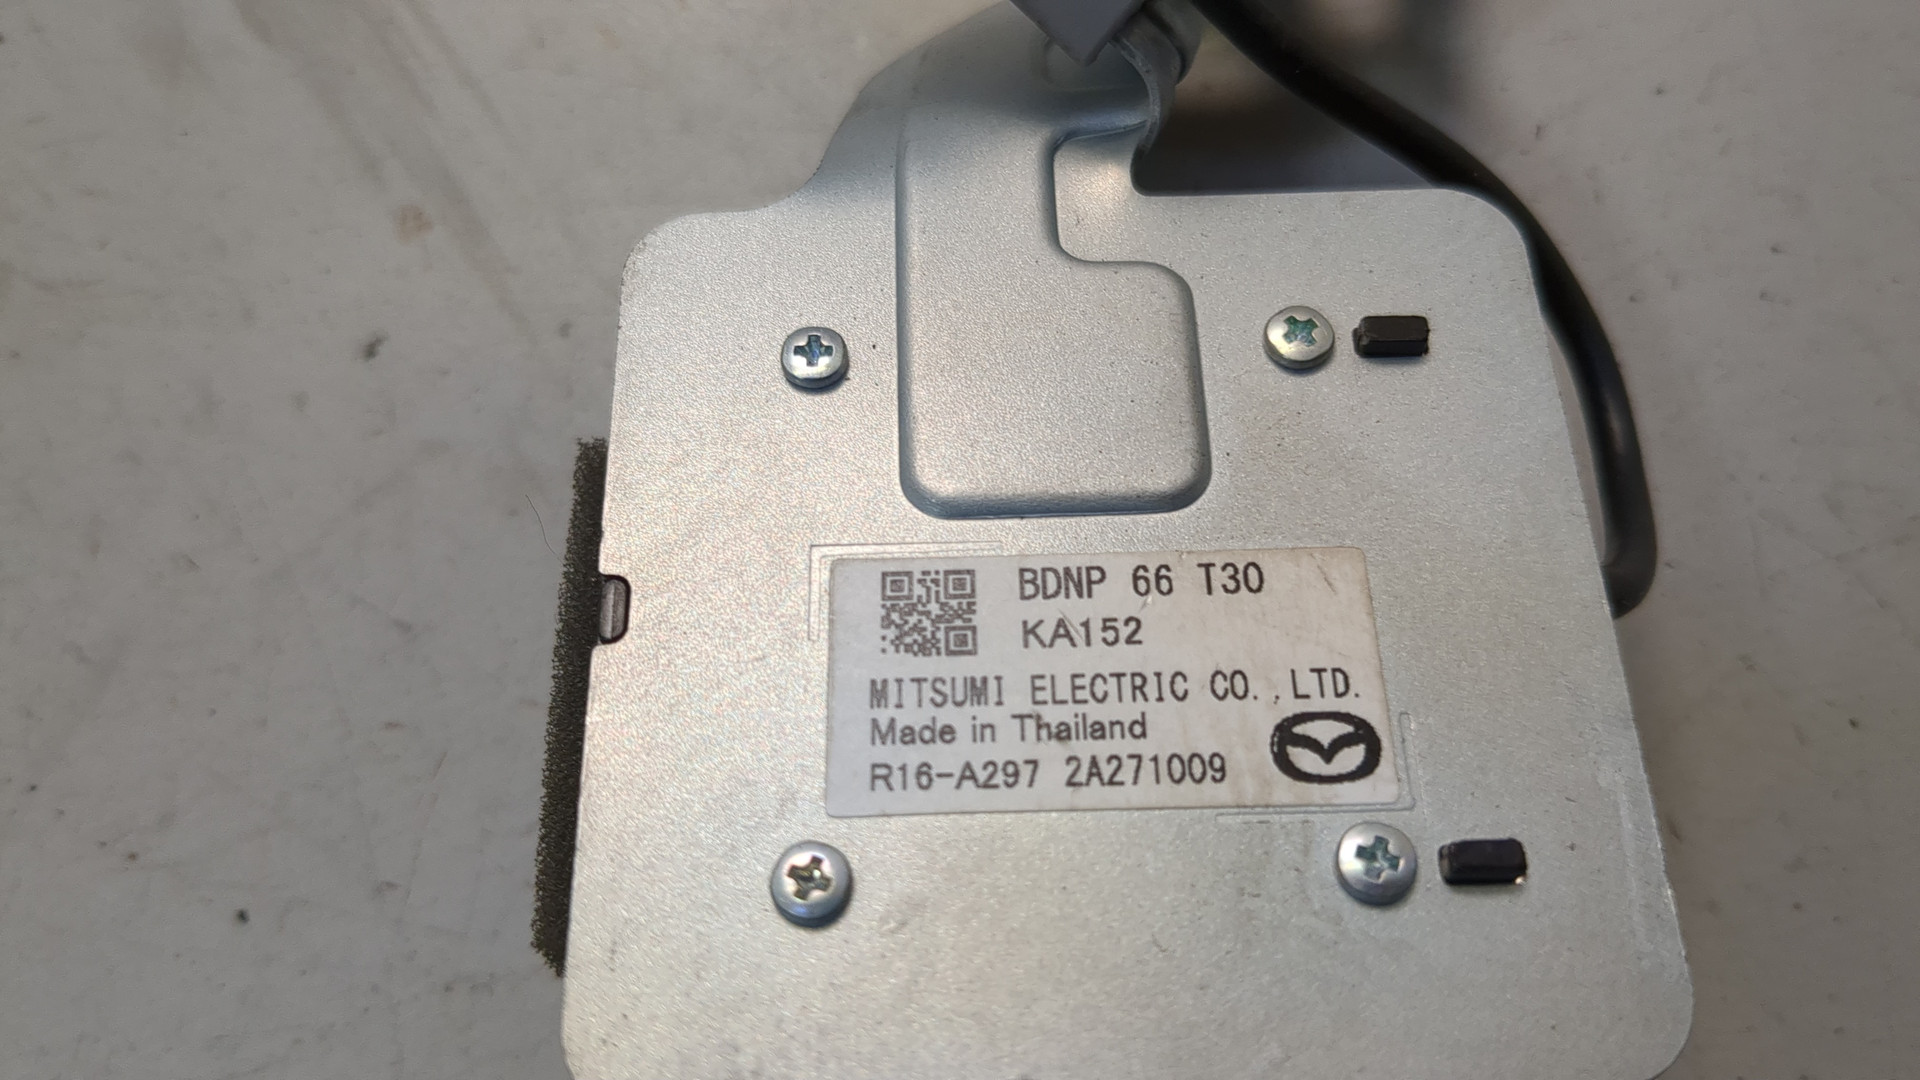 BDNP 66 T30
KA152
MITSUMI ELECTRIC CO.,LTD.
Made in Thailand
R16-A297 2A271009